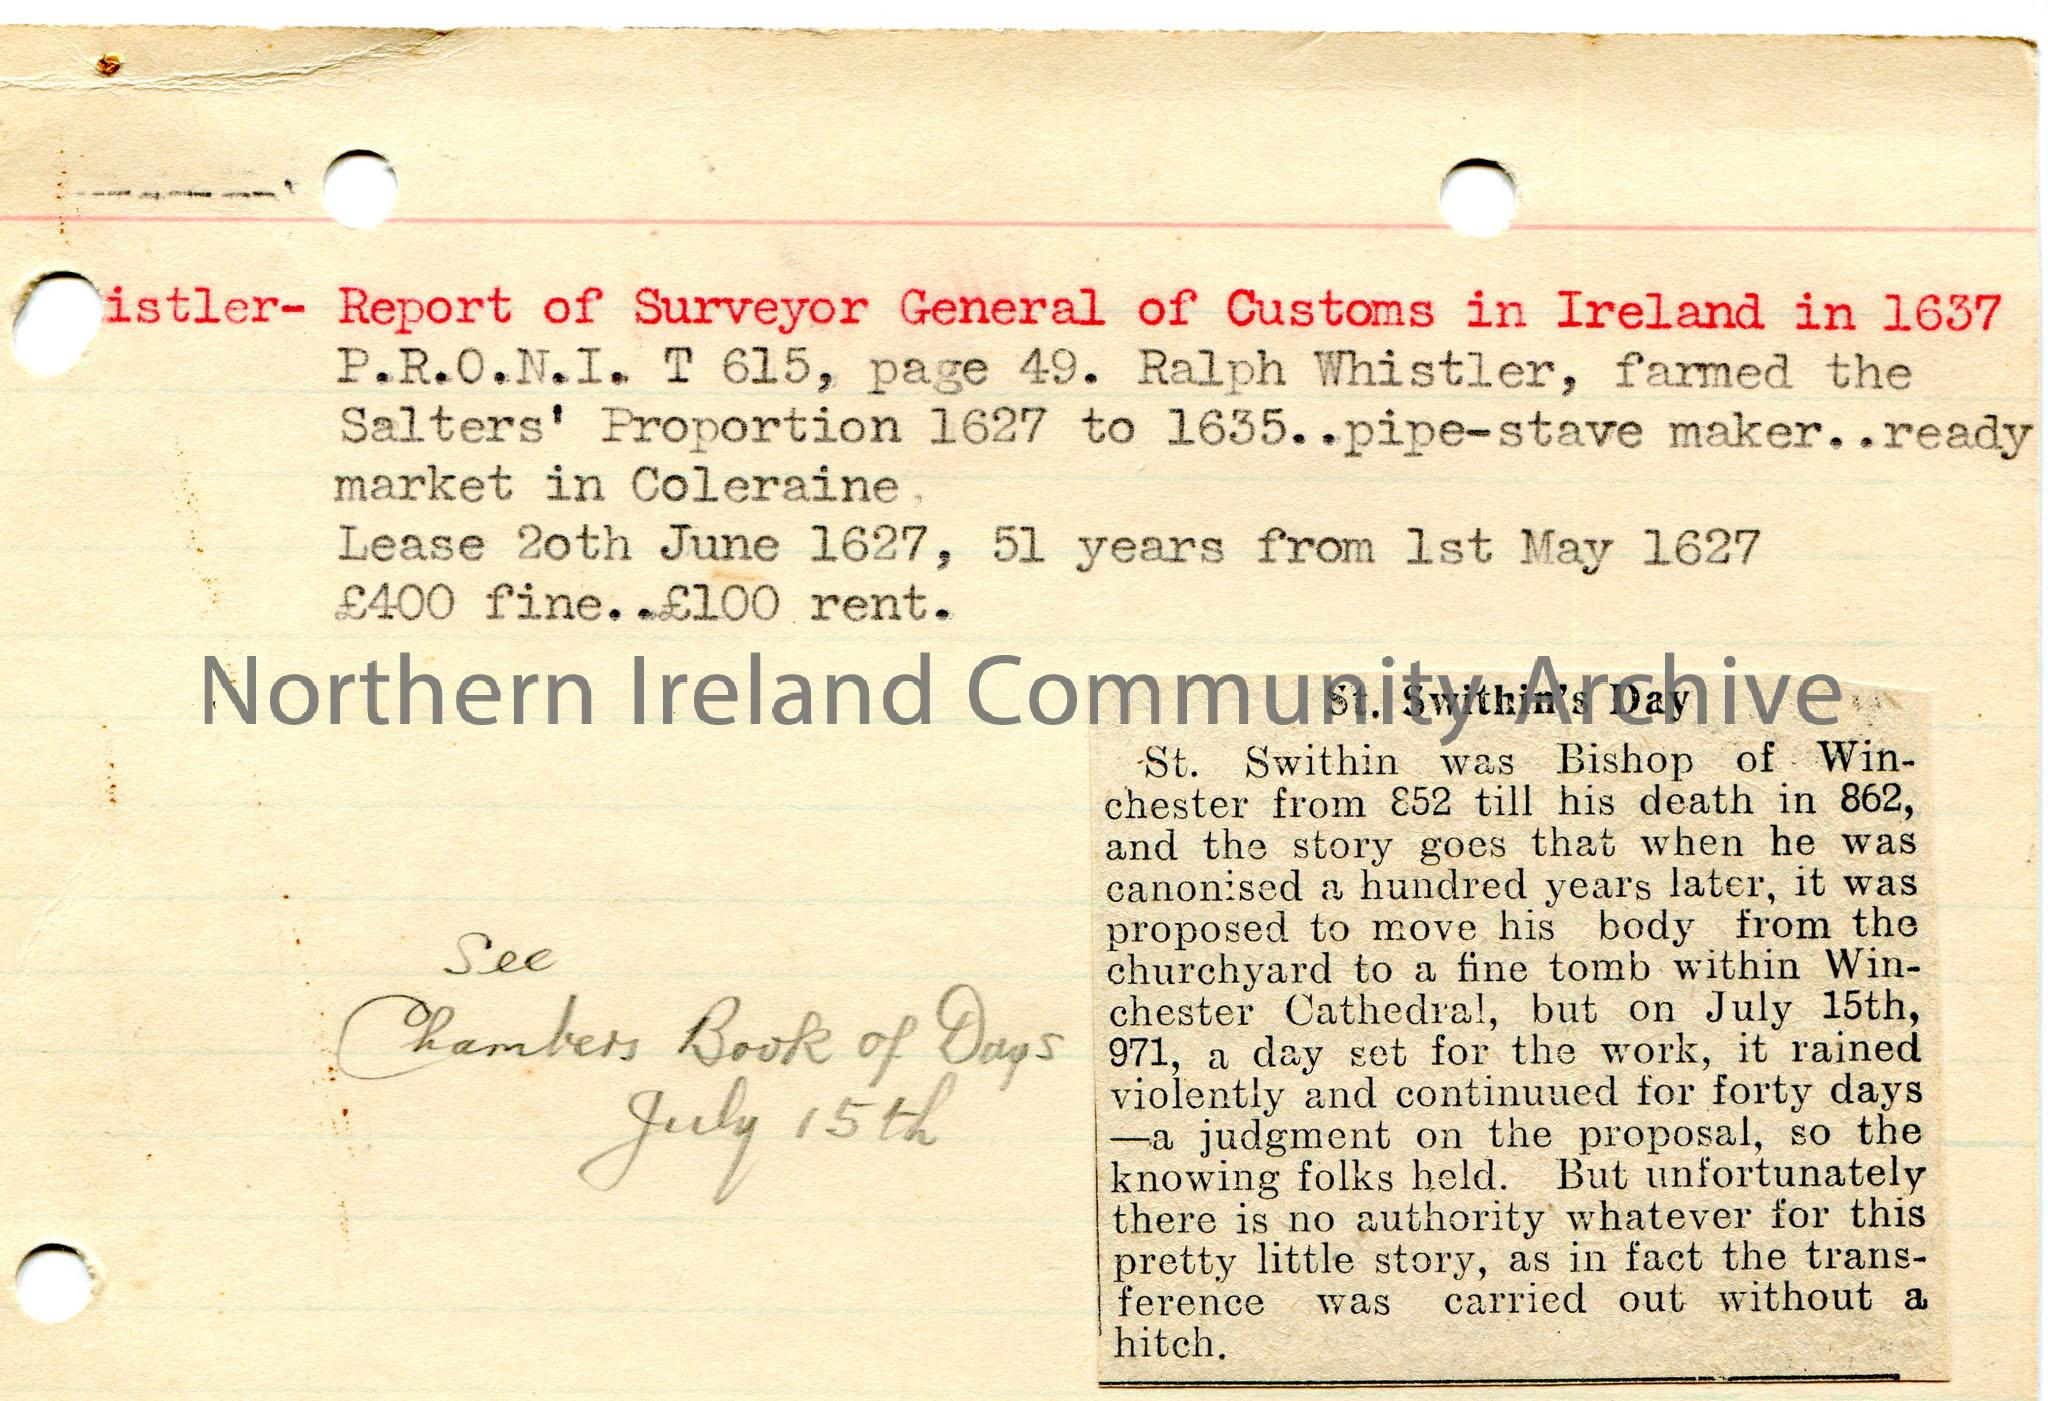 istler- Report of Surveyor General of Customs in Ireland in 1637
P.R.O.N.I. T 615, page 49. Ralph Whistler, farmed the
Salters' Proportion 1627 to 1635..pipe-stave maker..ready
market in Coleraine.
Lease 2oth June 1627, 51 years from 1st May 1627
£400 fine..£100 rent.
Northern Ireland Community Archive
See
Chambers Book of Days
July 15th
St. Swithin's Day
St. Swithin was Bishop of Win-
chester from 852 till his death in 862,
and the story goes that when he was
canonised a hundred years later, it was
proposed to move his body from the
churchyard to a fine tomb within Win-
chester Cathedral, but on July 15th,
971, a day set for the work, it rained
violently and continuued for forty days
—a judgment on the proposal, so the
knowing folks held. But unfortunately
there is no authority whatever for this
pretty little story, as in fact the trans-
ference was carried out without a
hitch.